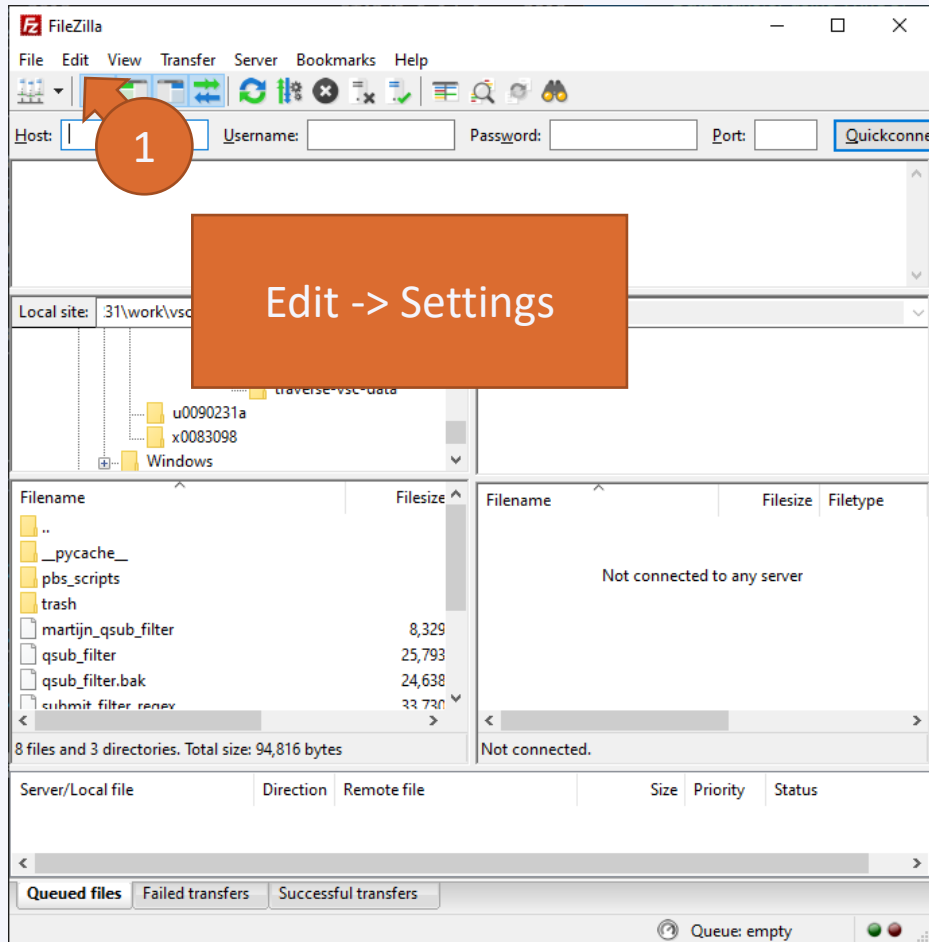 FileZilla
File Edit View Transfer Server Bookmarks Help
Host: Username: Password: Port: Quickconne
1
Edit -> Settings
Local site: 31\work\vsc
traverse-vsc-data
u0090231a
x0083098
Windows
Filename Filesize
..
__pycache__
pbs_scripts
trash
martijn_qsub_filter 8,329
qsub_filter 25,793
qsub_filter.bak 24,638
submit_filter_regex 33,730
8 files and 3 directories. Total size: 94,816 bytes
Filename Filesize Filetype
Not connected to any server
Not connected.
Server/Local file Direction Remote file Size Priority Status
Queued files Failed transfers Successful transfers
Queue: empty